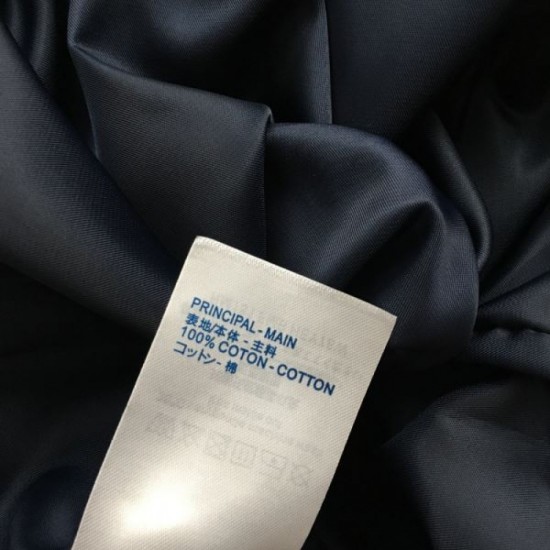 PRINCIPAL - MAIN
表地/本体 - 主料
100% COTON - COTTON
コットン - 棉